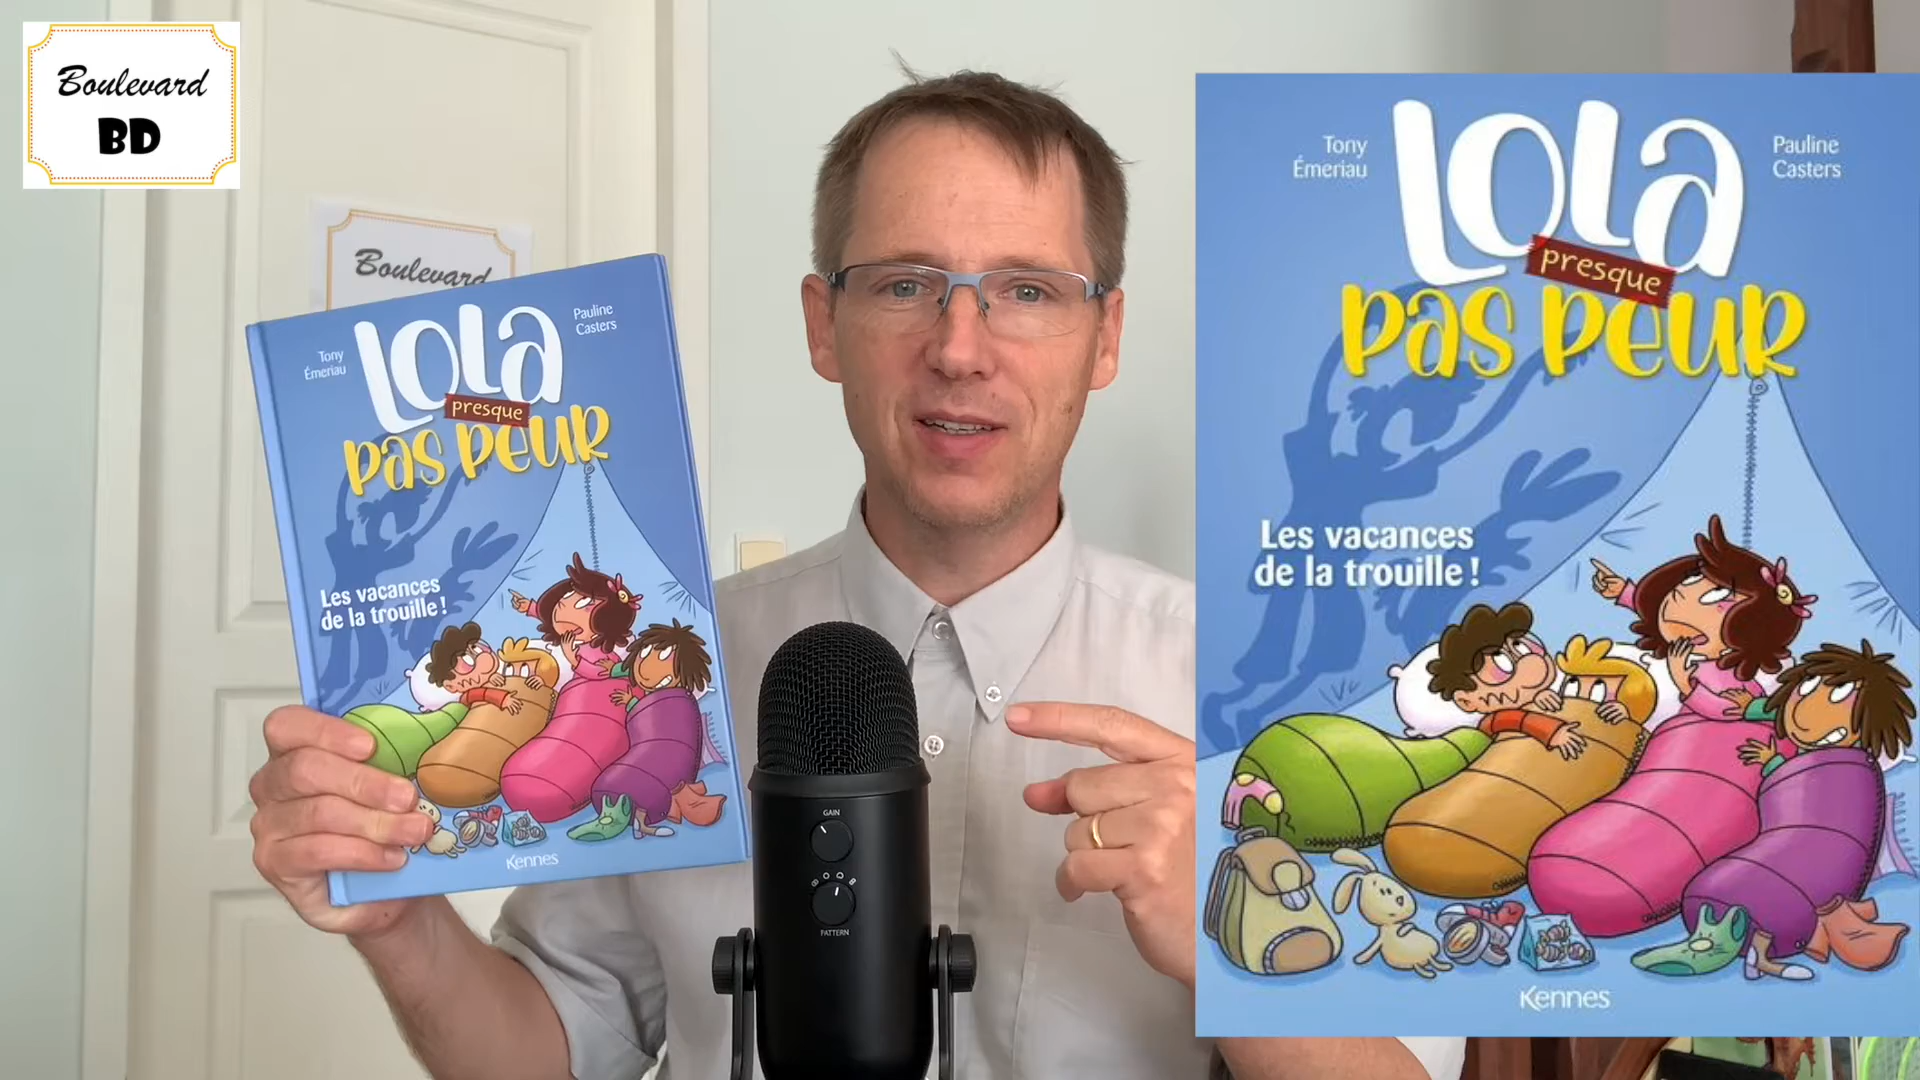 Boulevard
BD
Boulevard
Tony
Émeriau
Pauline
Casters
Lola
presque
pas peur
Les vacances
de la trouille !
Kennes
GAIN
PATTERN
Tony
Émeriau
Pauline
Casters
Lola
presque
pas peur
Les vacances
de la trouille !
Kennes